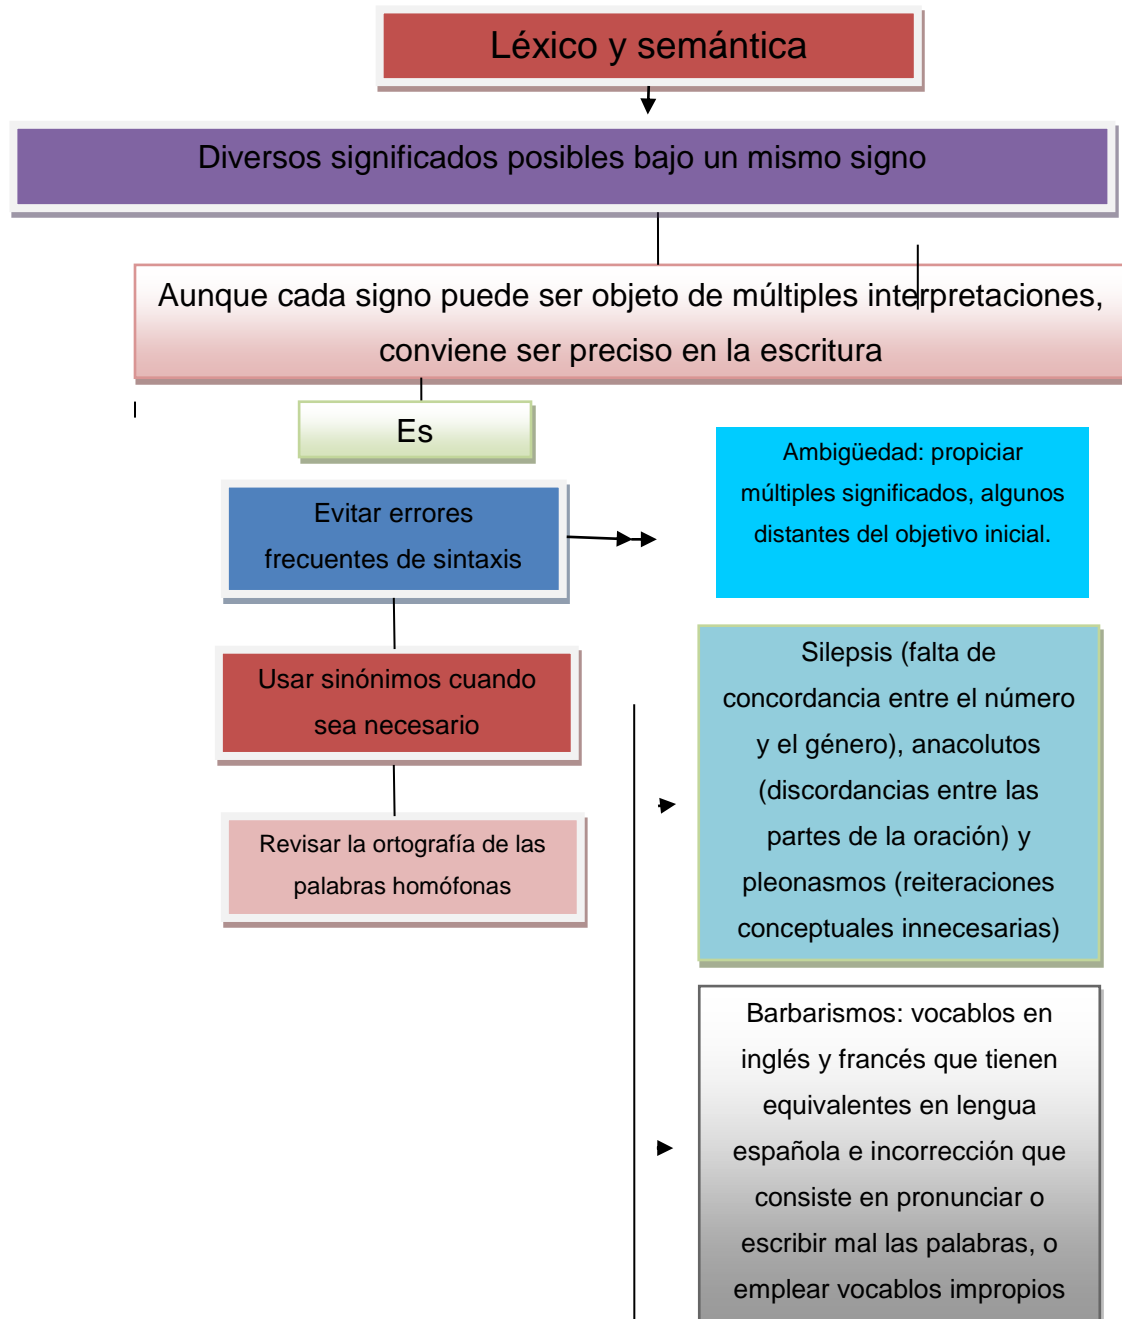 Léxico y semántica
Diversos significados posibles bajo un mismo signo
Aunque cada signo puede ser objeto de múltiples interpretaciones,
conviene ser preciso en la escritura
Es
Evitar errores
frecuentes de sintaxis
Usar sinónimos cuando
sea necesario
Revisar la ortografía de las
palabras homófonas
Ambigüedad: propiciar
múltiples significados, algunos
distantes del objetivo inicial.
Silepsis (falta de
concordancia entre el número
y el género), anacolutos
(discordancias entre las
partes de la oración) y
pleonasmos (reiteraciones
conceptuales innecesarias)
Barbarismos: vocablos en
inglés y francés que tienen
equivalentes en lengua
española e incorrección que
consiste en pronunciar o
escribir mal las palabras, o
emplear vocablos impropios